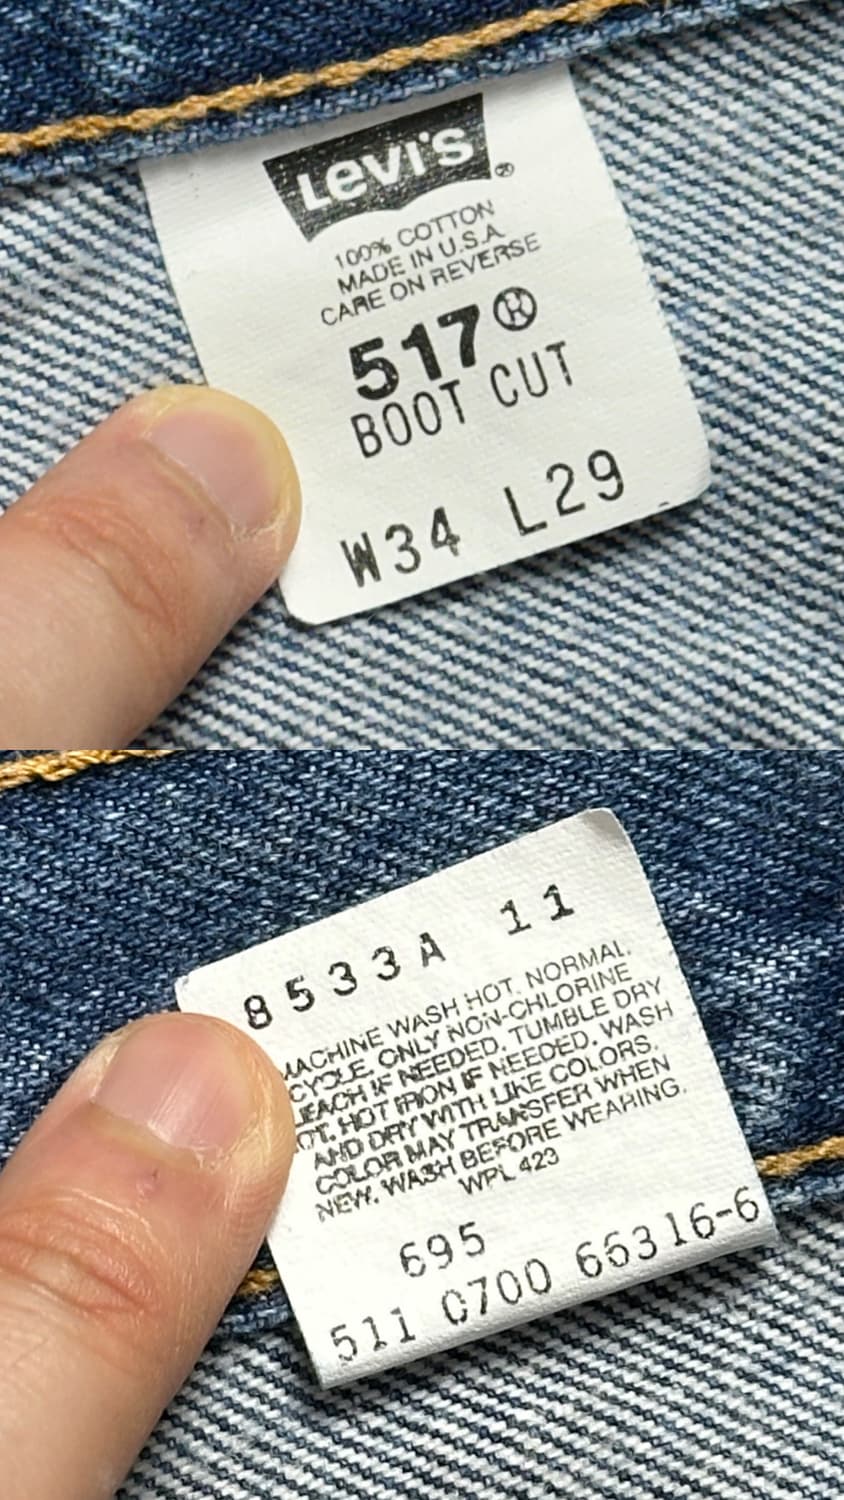 Levi's®
100% COTTON
MADE IN U.S.A.
CARE ON REVERSE
517®
BOOT CUT
W34 L29
8533A 11
MACHINE WASH HOT, NORMAL
CYCLE. ONLY NON-CHLORINE
LEACH IF NEEDED. TUMBLE DRY
OT. HOT IRON IF NEEDED. WASH
AND DRY WITH LIKE COLORS.
COLOR MAY TRANSFER WHEN
NEW. WASH BEFORE WEARING.
WPL 423
695
511 0700 66316-6